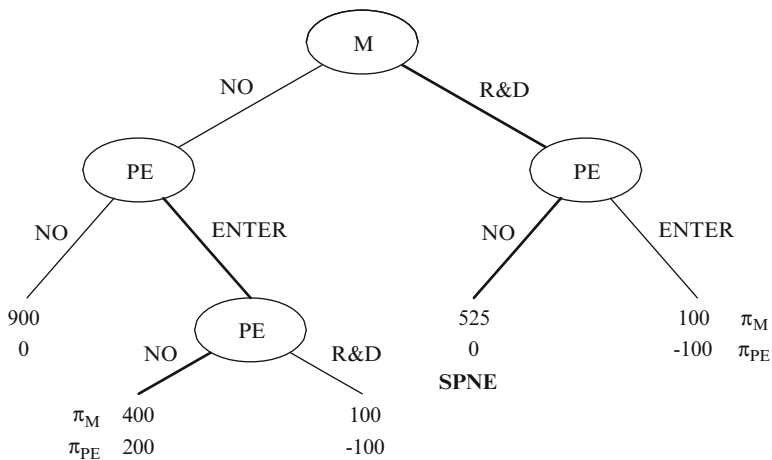 M
NO R&D
PE PE
NO ENTER NO ENTER
900 525 100 π_M
0 PE 0 -100 π_PE
NO R&D SPNE
π_M 400 100
π_PE 200 -100